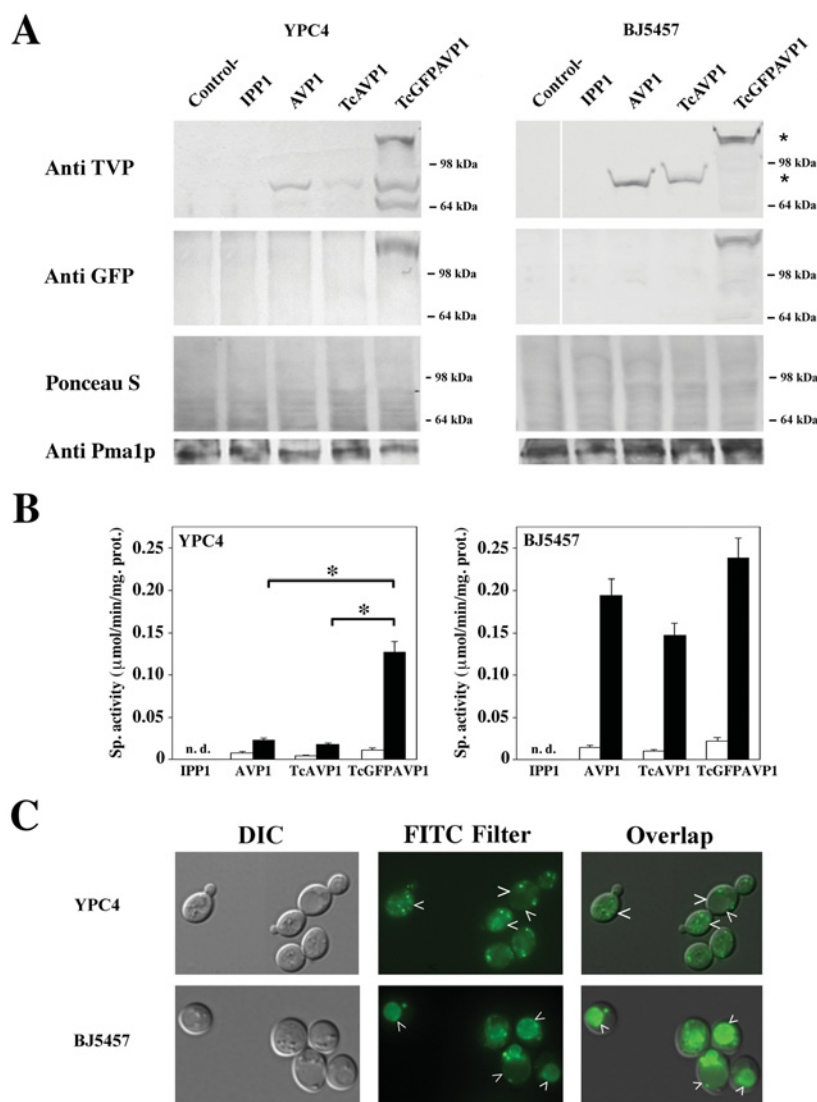 A
YPC4
BJ5457
Control-
IPP1
AVP1
TcAVP1
TcGFPAVP1
Control-
IPP1
AVP1
TcAVP1
TcGFPAVP1
Anti TVP
- 98 kDa
- 64 kDa
*
- 98 kDa
*
- 64 kDa
Anti GFP
- 98 kDa
- 64 kDa
- 98 kDa
- 64 kDa
Ponceau S
- 98 kDa
- 64 kDa
- 98 kDa
- 64 kDa
Anti Pma1p
B
Sp. activity (µmol/min/mg. prot.)
0.25
0.20
0.15
0.10
0.05
0
YPC4
*
*
n. d.
IPP1
AVP1
TcAVP1
TcGFPAVP1
Sp. activity (µmol/min/mg. prot.)
0.25
0.20
0.15
0.10
0.05
0
BJ5457
n. d.
IPP1
AVP1
TcAVP1
TcGFPAVP1
C
DIC
FITC Filter
Overlap
YPC4
BJ5457